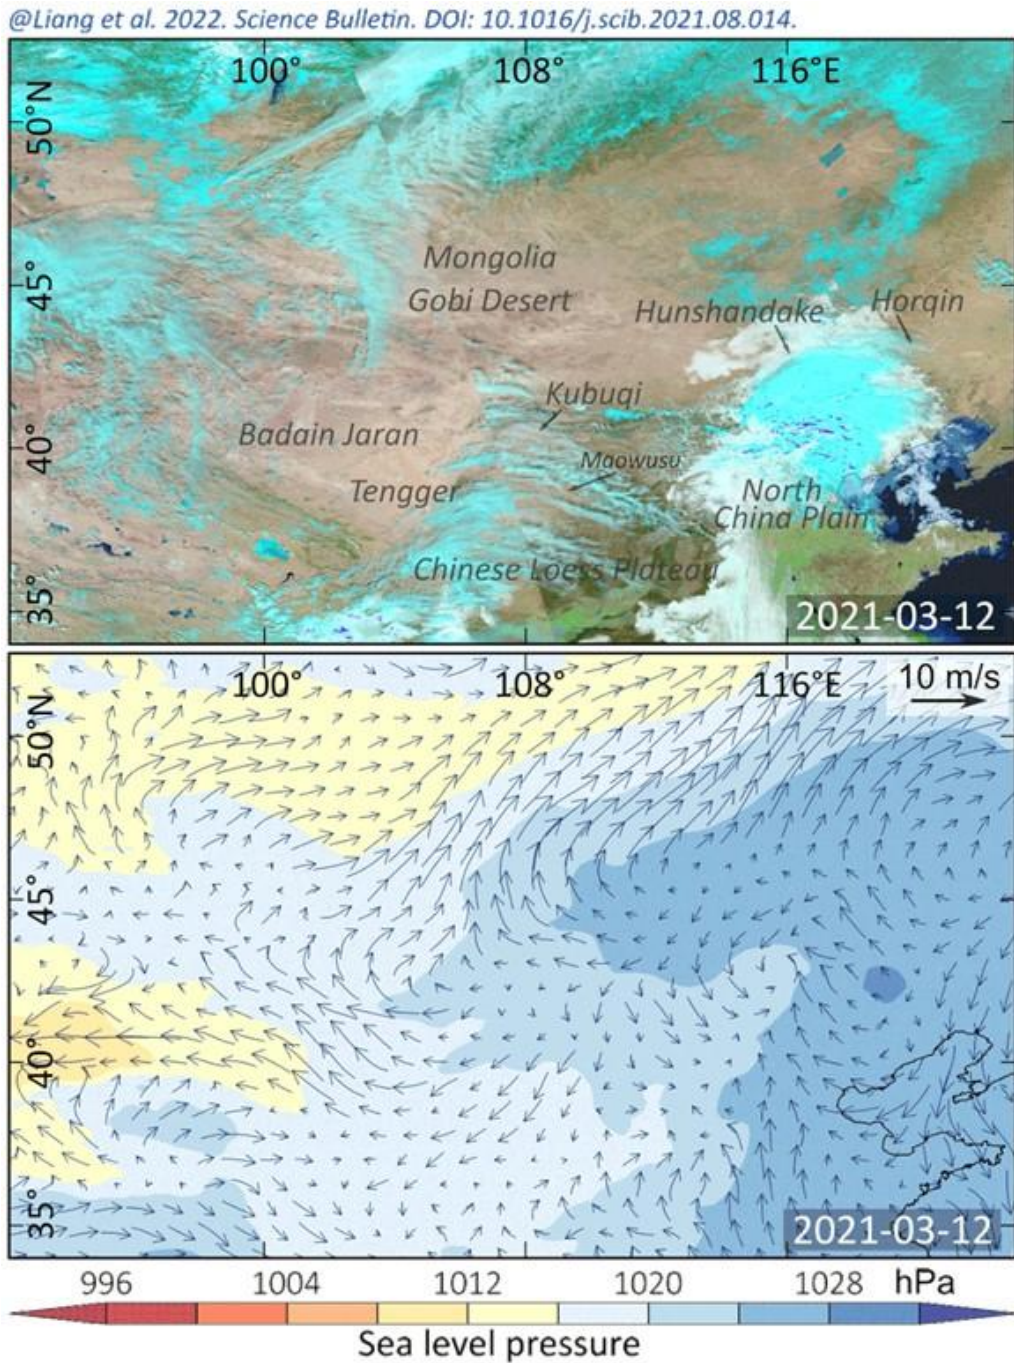 @Liang et al. 2022. Science Bulletin. DOI: 10.1016/j.scib.2021.08.014.
100° 108° 116°E
50°N
Mongolia
45°
Gobi Desert
Hunshandake Horqin
Kubuqi
40°
Badain Jaran
Maowusu
Tengger
North
China Plain
Chinese Loess Plateau
35°
2021-03-12
100° 108° 116°E 10 m/s
50°N
45°
40°
35°
2021-03-12
996 1004 1012 1020 1028 hPa
Sea level pressure